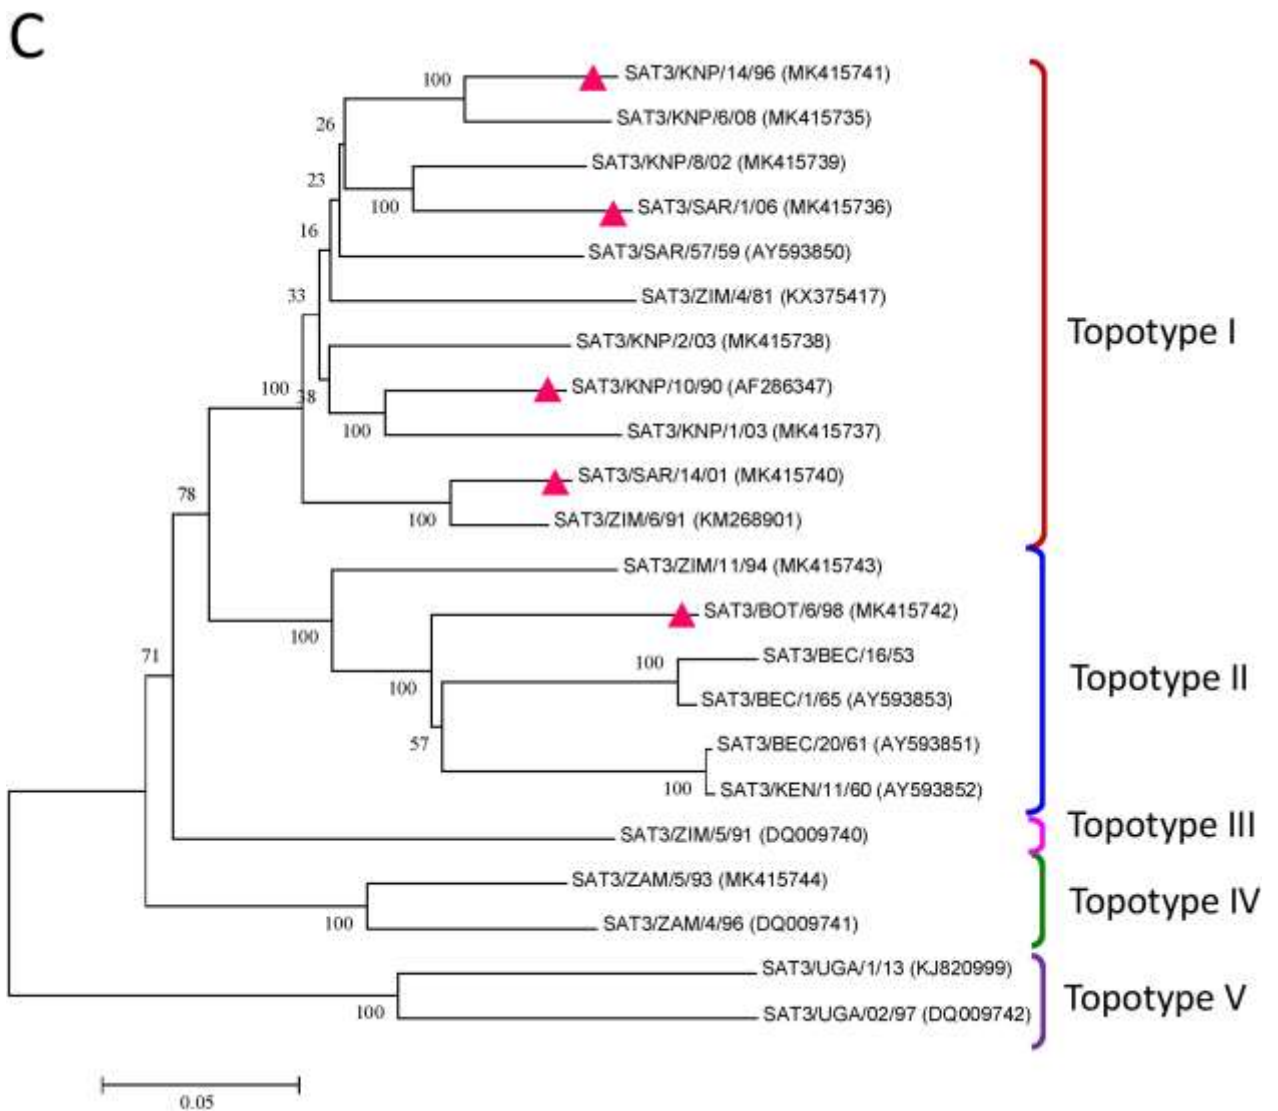 C
100
SAT3/KNP/14/96 (MK415741)
SAT3/KNP/6/08 (MK415735)
26
SAT3/KNP/8/02 (MK415739)
23
100
SAT3/SAR/1/06 (MK415736)
16
SAT3/SAR/57/59 (AY593850)
33
SAT3/ZIM/4/81 (KX375417)
Topotype I
SAT3/KNP/2/03 (MK415738)
100
38
SAT3/KNP/10/90 (AF286347)
100
SAT3/KNP/1/03 (MK415737)
SAT3/SAR/14/01 (MK415740)
78
100
SAT3/ZIM/6/91 (KM268901)
SAT3/ZIM/11/94 (MK415743)
100
SAT3/BOT/6/98 (MK415742)
71
100
SAT3/BEC/16/53
Topotype II
100
SAT3/BEC/1/65 (AY593853)
57
SAT3/BEC/20/61 (AY593851)
100
SAT3/KEN/11/60 (AY593852)
SAT3/ZIM/5/91 (DQ009740)
Topotype III
SAT3/ZAM/5/93 (MK415744)
Topotype IV
100
SAT3/ZAM/4/96 (DQ009741)
SAT3/UGA/1/13 (KJ820999)
Topotype V
100
SAT3/UGA/02/97 (DQ009742)
0.05